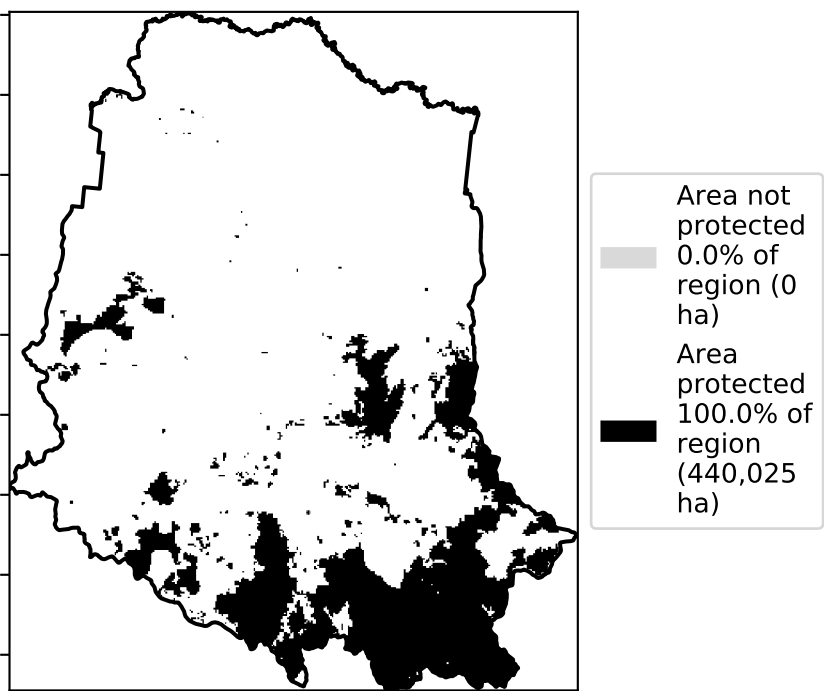 Area not
protected
0.0% of
region (0
ha)
Area
protected
100.0% of
region
(440,025
ha)